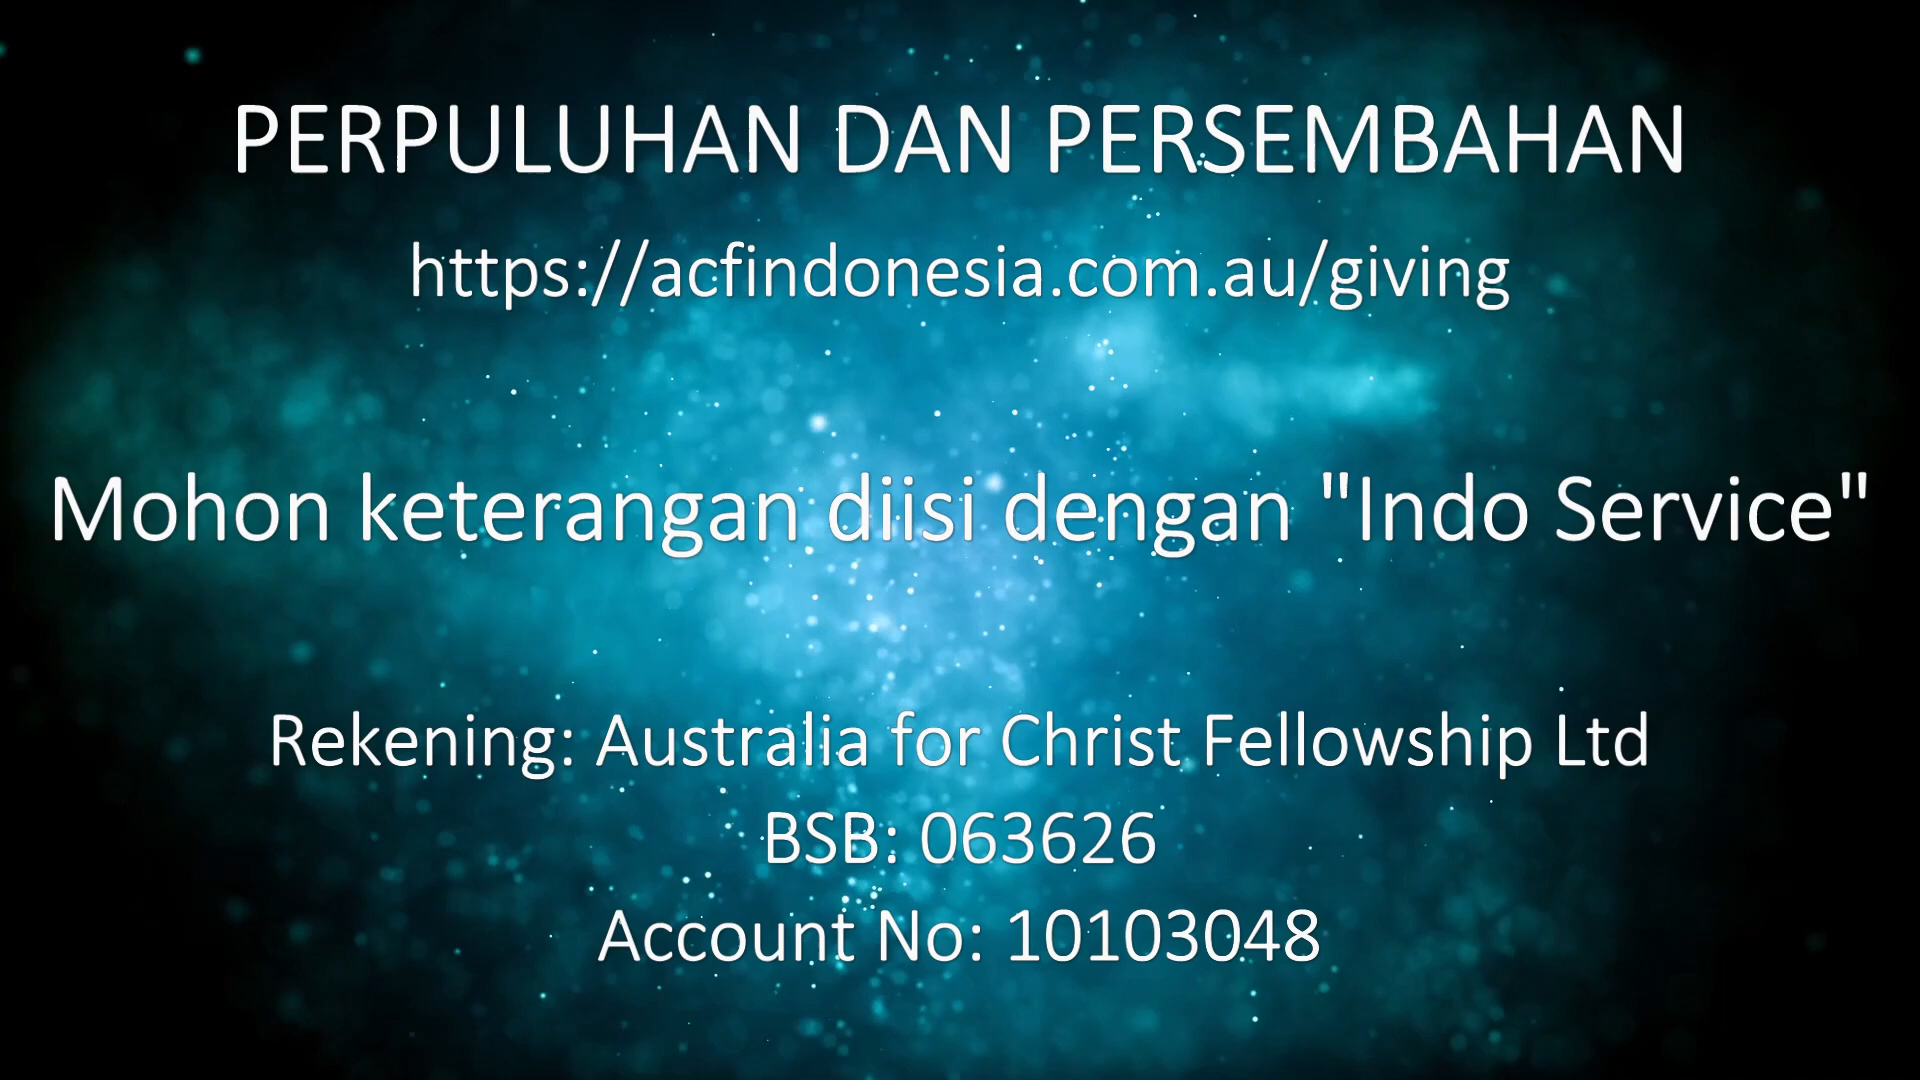 PERPULUHAN DAN PERSEMBAHAN
https://acfindonesia.com.au/giving
Mohon keterangan diisi dengan "Indo Service"
Rekening: Australia for Christ Fellowship Ltd
BSB: 063626
Account No: 10103048